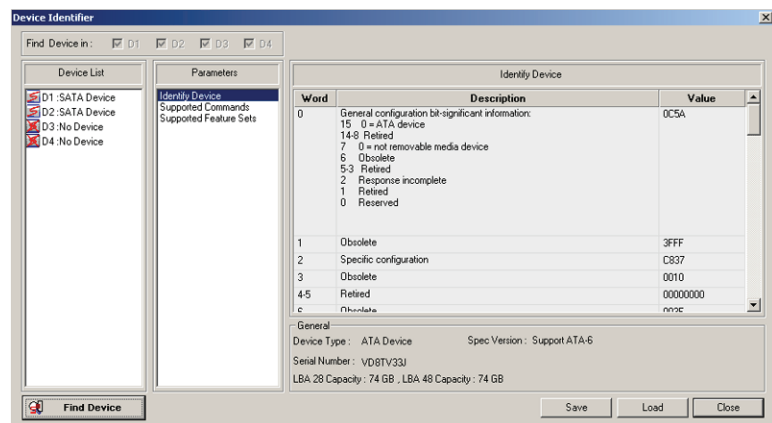 Device Identifier
Find Device in : D1 D2 D3 D4
Device List
D1 :SATA Device
D2 :SATA Device
D3 :No Device
D4 :No Device
Parameters
Identify Device
Supported Commands
Supported Feature Sets
Identify Device
Word Description Value
0 General configuration bit-significant information: 0C5A
15 0 = ATA device
14-8 Retired
7 0 = not removable media device
6 Obsolete
5-3 Retired
2 Response incomplete
1 Retired
0 Reserved
1 Obsolete 3FFF
2 Specific configuration C837
3 Obsolete 0010
4-5 Retired 00000000
6 Obsolete 003F
General
Device Type : ATA Device Spec Version : Support ATA-6
Serial Number : VD8TV33J
LBA 28 Capacity : 74 GB , LBA 48 Capacity : 74 GB
Find Device
Save Load Close